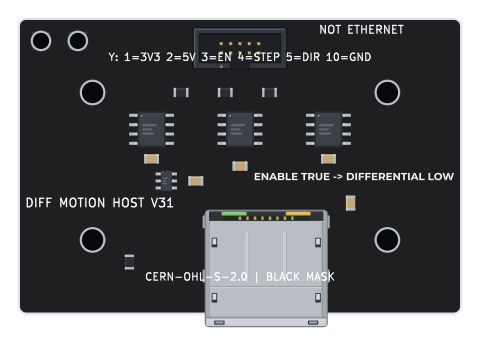 NOT ETHERNET
Y: 1=3V3 2=5V 3=EN 4=STEP 5=DIR 10=GND
ENABLE TRUE -> DIFFERENTIAL LOW
DIFF MOTION HOST V31
CERN-OHL-S-2.0 | BLACK MASK